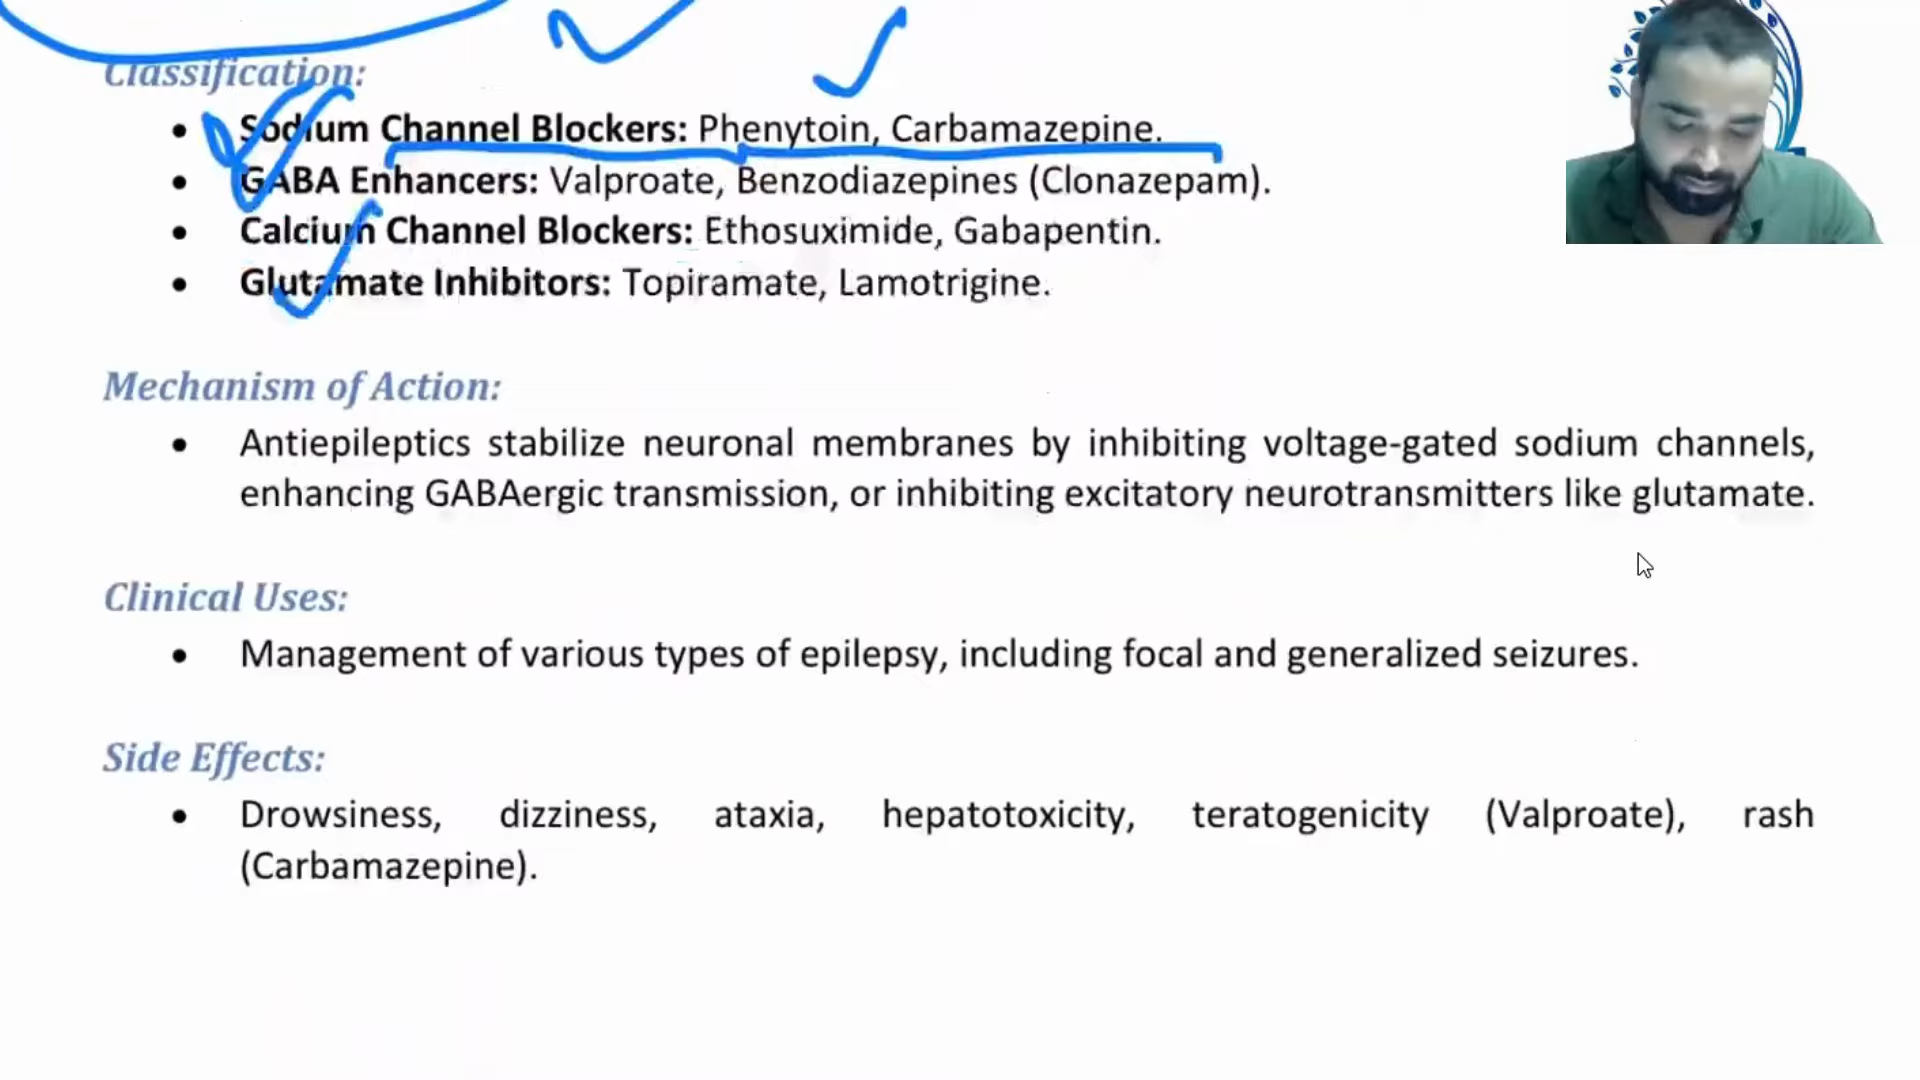 Classification:
• Sodium Channel Blockers: Phenytoin, Carbamazepine.
• GABA Enhancers: Valproate, Benzodiazepines (Clonazepam).
• Calcium Channel Blockers: Ethosuximide, Gabapentin.
• Glutamate Inhibitors: Topiramate, Lamotrigine.
Mechanism of Action:
• Antiepileptics stabilize neuronal membranes by inhibiting voltage-gated sodium channels,
enhancing GABAergic transmission, or inhibiting excitatory neurotransmitters like glutamate.
Clinical Uses:
• Management of various types of epilepsy, including focal and generalized seizures.
Side Effects:
• Drowsiness, dizziness, ataxia, hepatotoxicity, teratogenicity (Valproate), rash
(Carbamazepine).